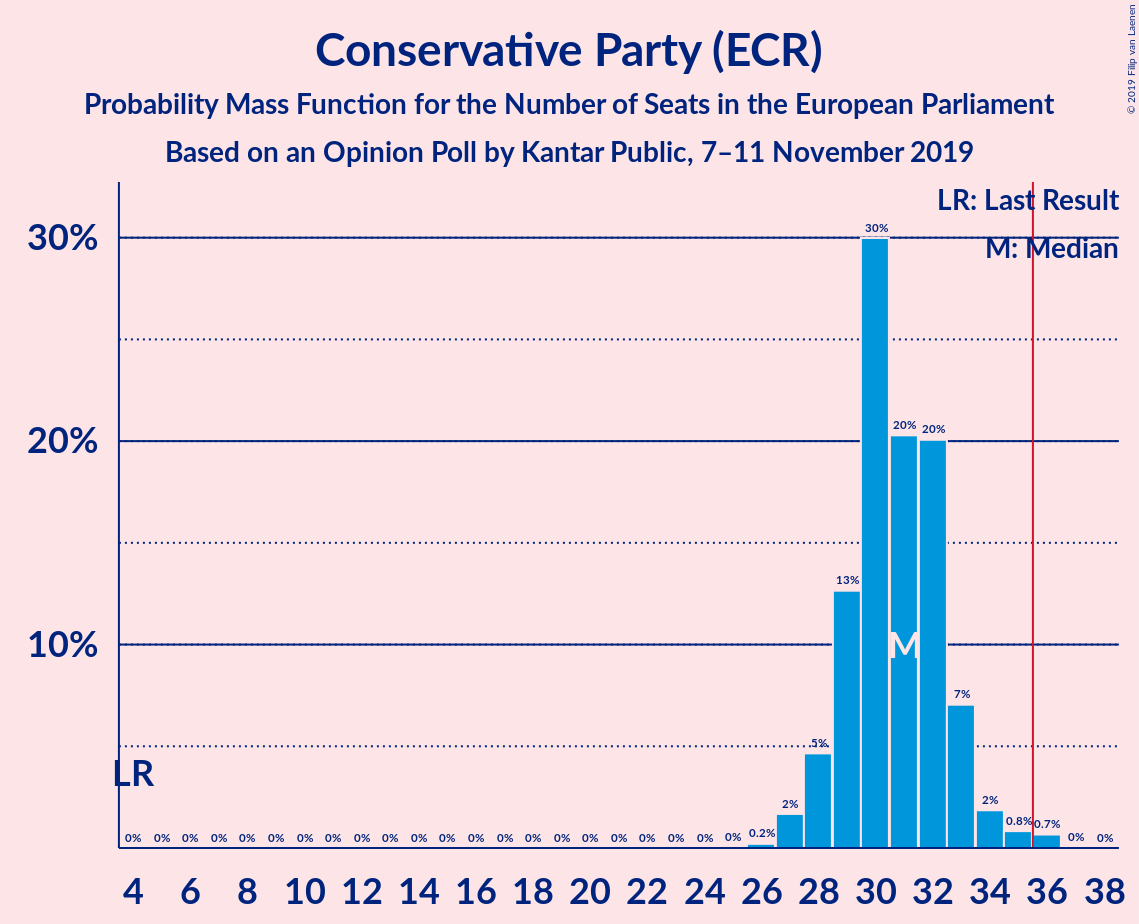 Conservative Party (ECR)
Probability Mass Function for the Number of Seats in the European Parliament
Based on an Opinion Poll by Kantar Public, 7–11 November 2019
© 2019 Filip van Laenen
LR: Last Result
M: Median
30%
20%
10%
30%
20% 20%
13%
M
7%
5%
LR
2% 2%
0% 0% 0% 0% 0% 0% 0% 0% 0% 0% 0% 0% 0% 0% 0% 0% 0% 0% 0% 0% 0% 0% 0.2% 0.8% 0.7% 0% 0%
4 6 8 10 12 14 16 18 20 22 24 26 28 30 32 34 36 38